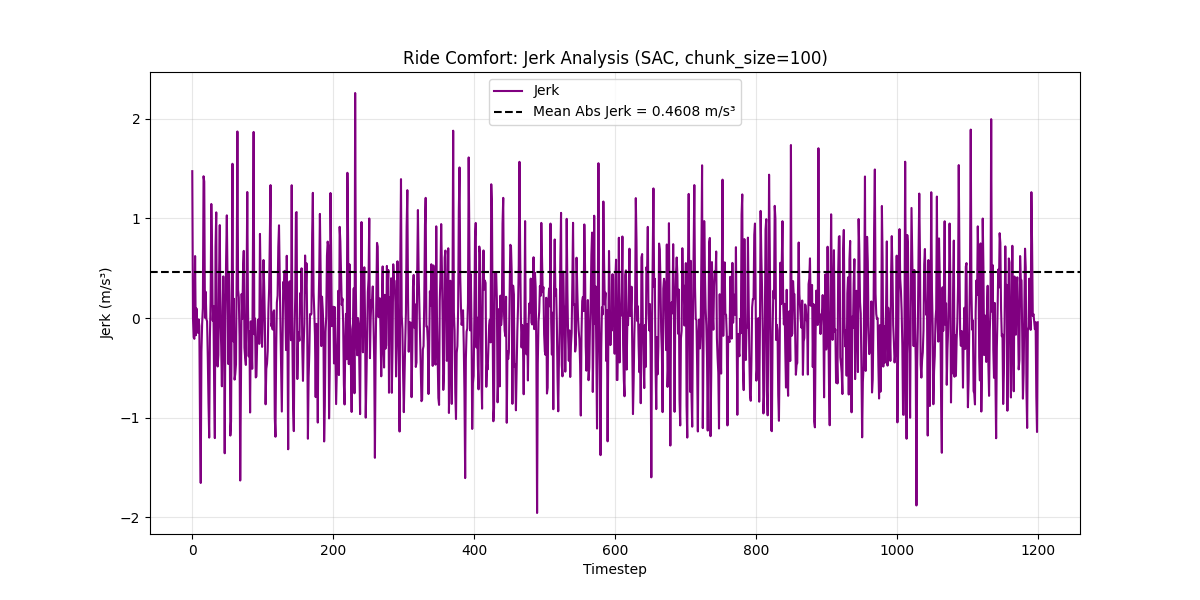 Ride Comfort: Jerk Analysis (SAC, chunk_size=100)
Jerk
Mean Abs Jerk = 0.4608 m/s³
Jerk (m/s³)
2
1
0
−1
−2
0 200 400 600 800 1000 1200
Timestep